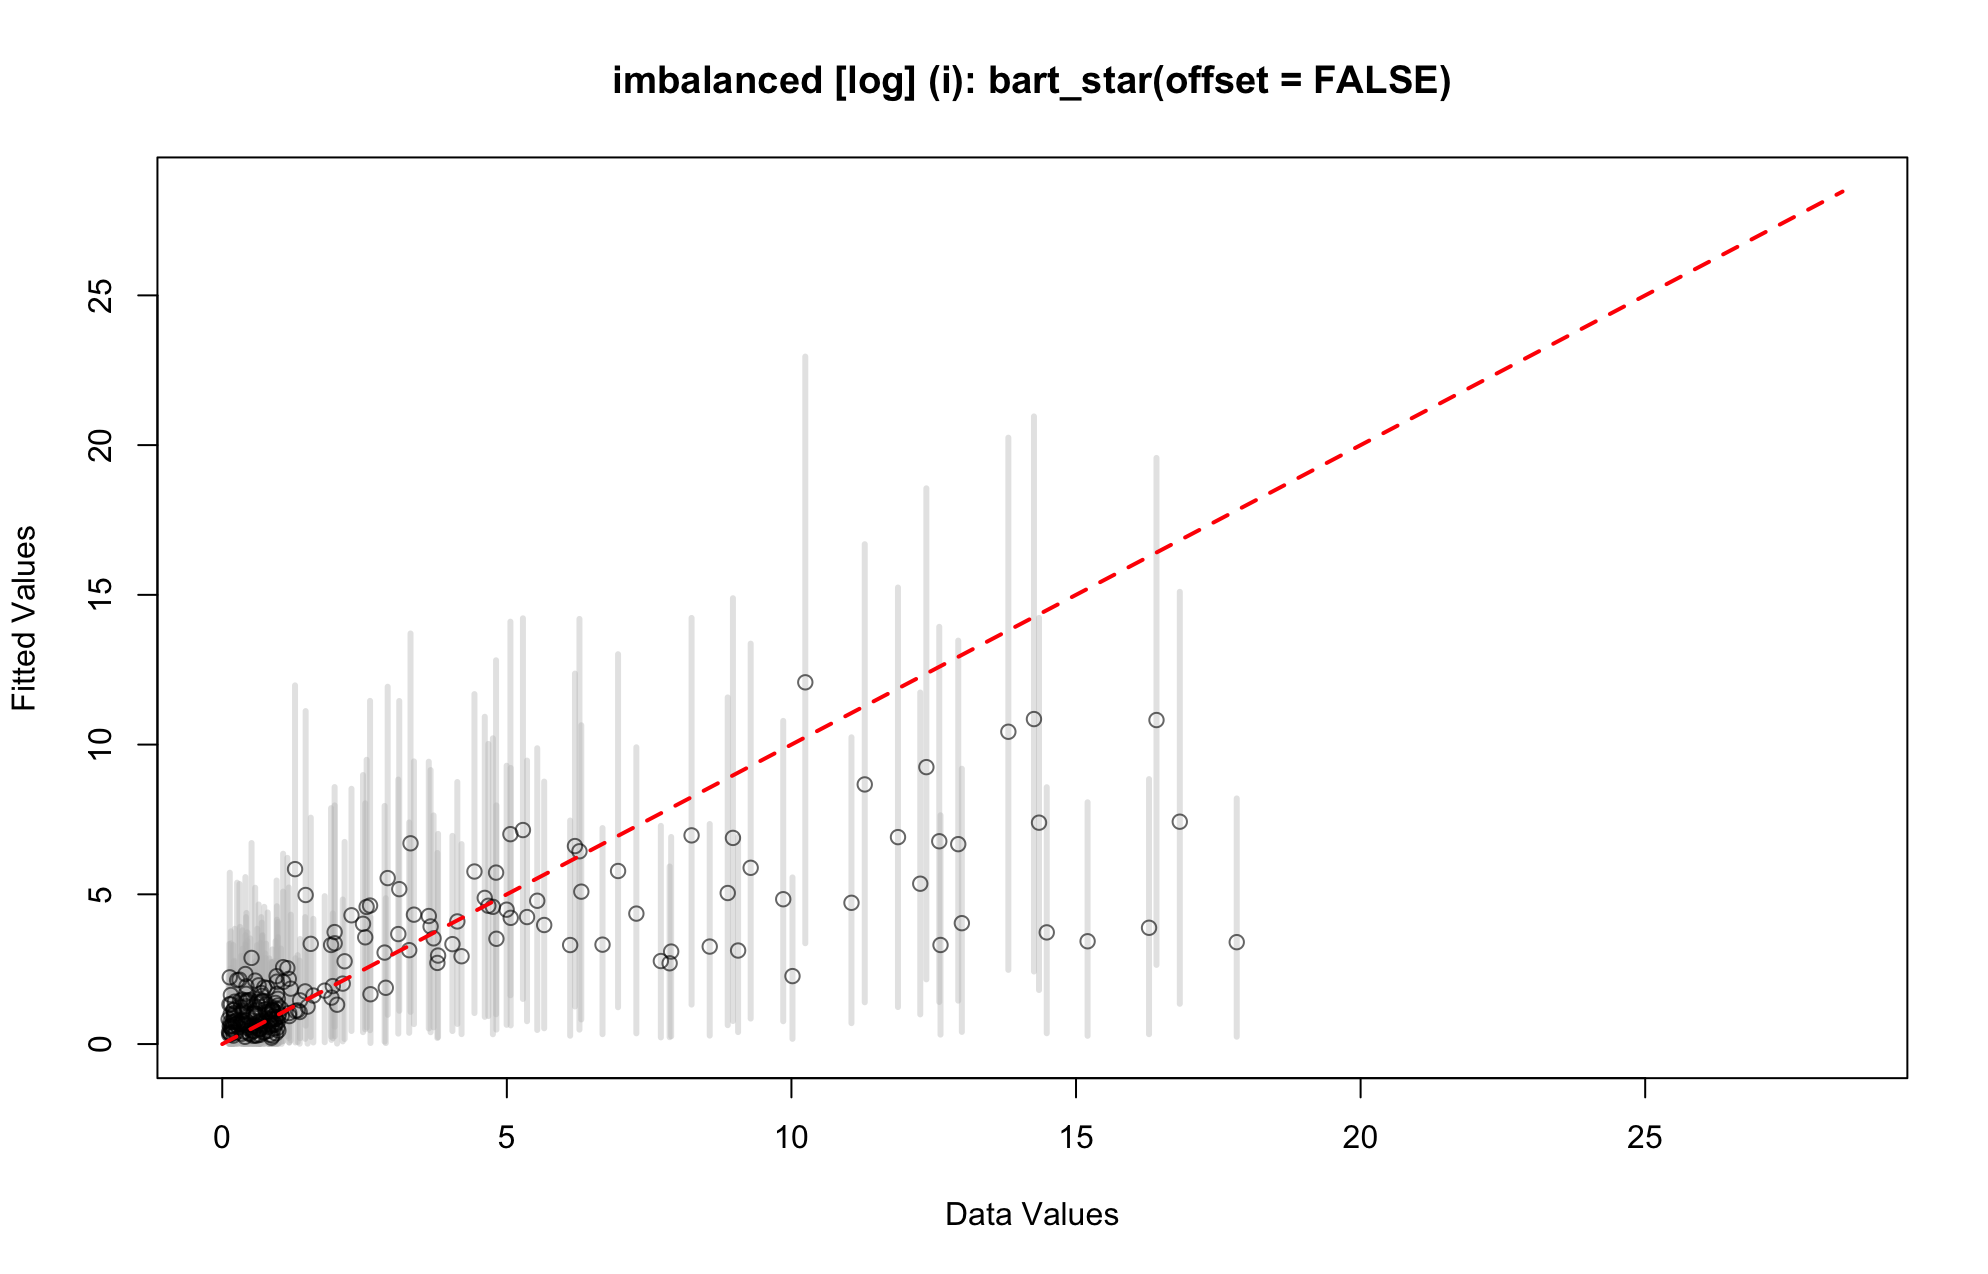 imbalanced [log] (i): bart_star(offset = FALSE)
Fitted Values
25
20
15
10
5
0
0 5 10 15 20 25
Data Values